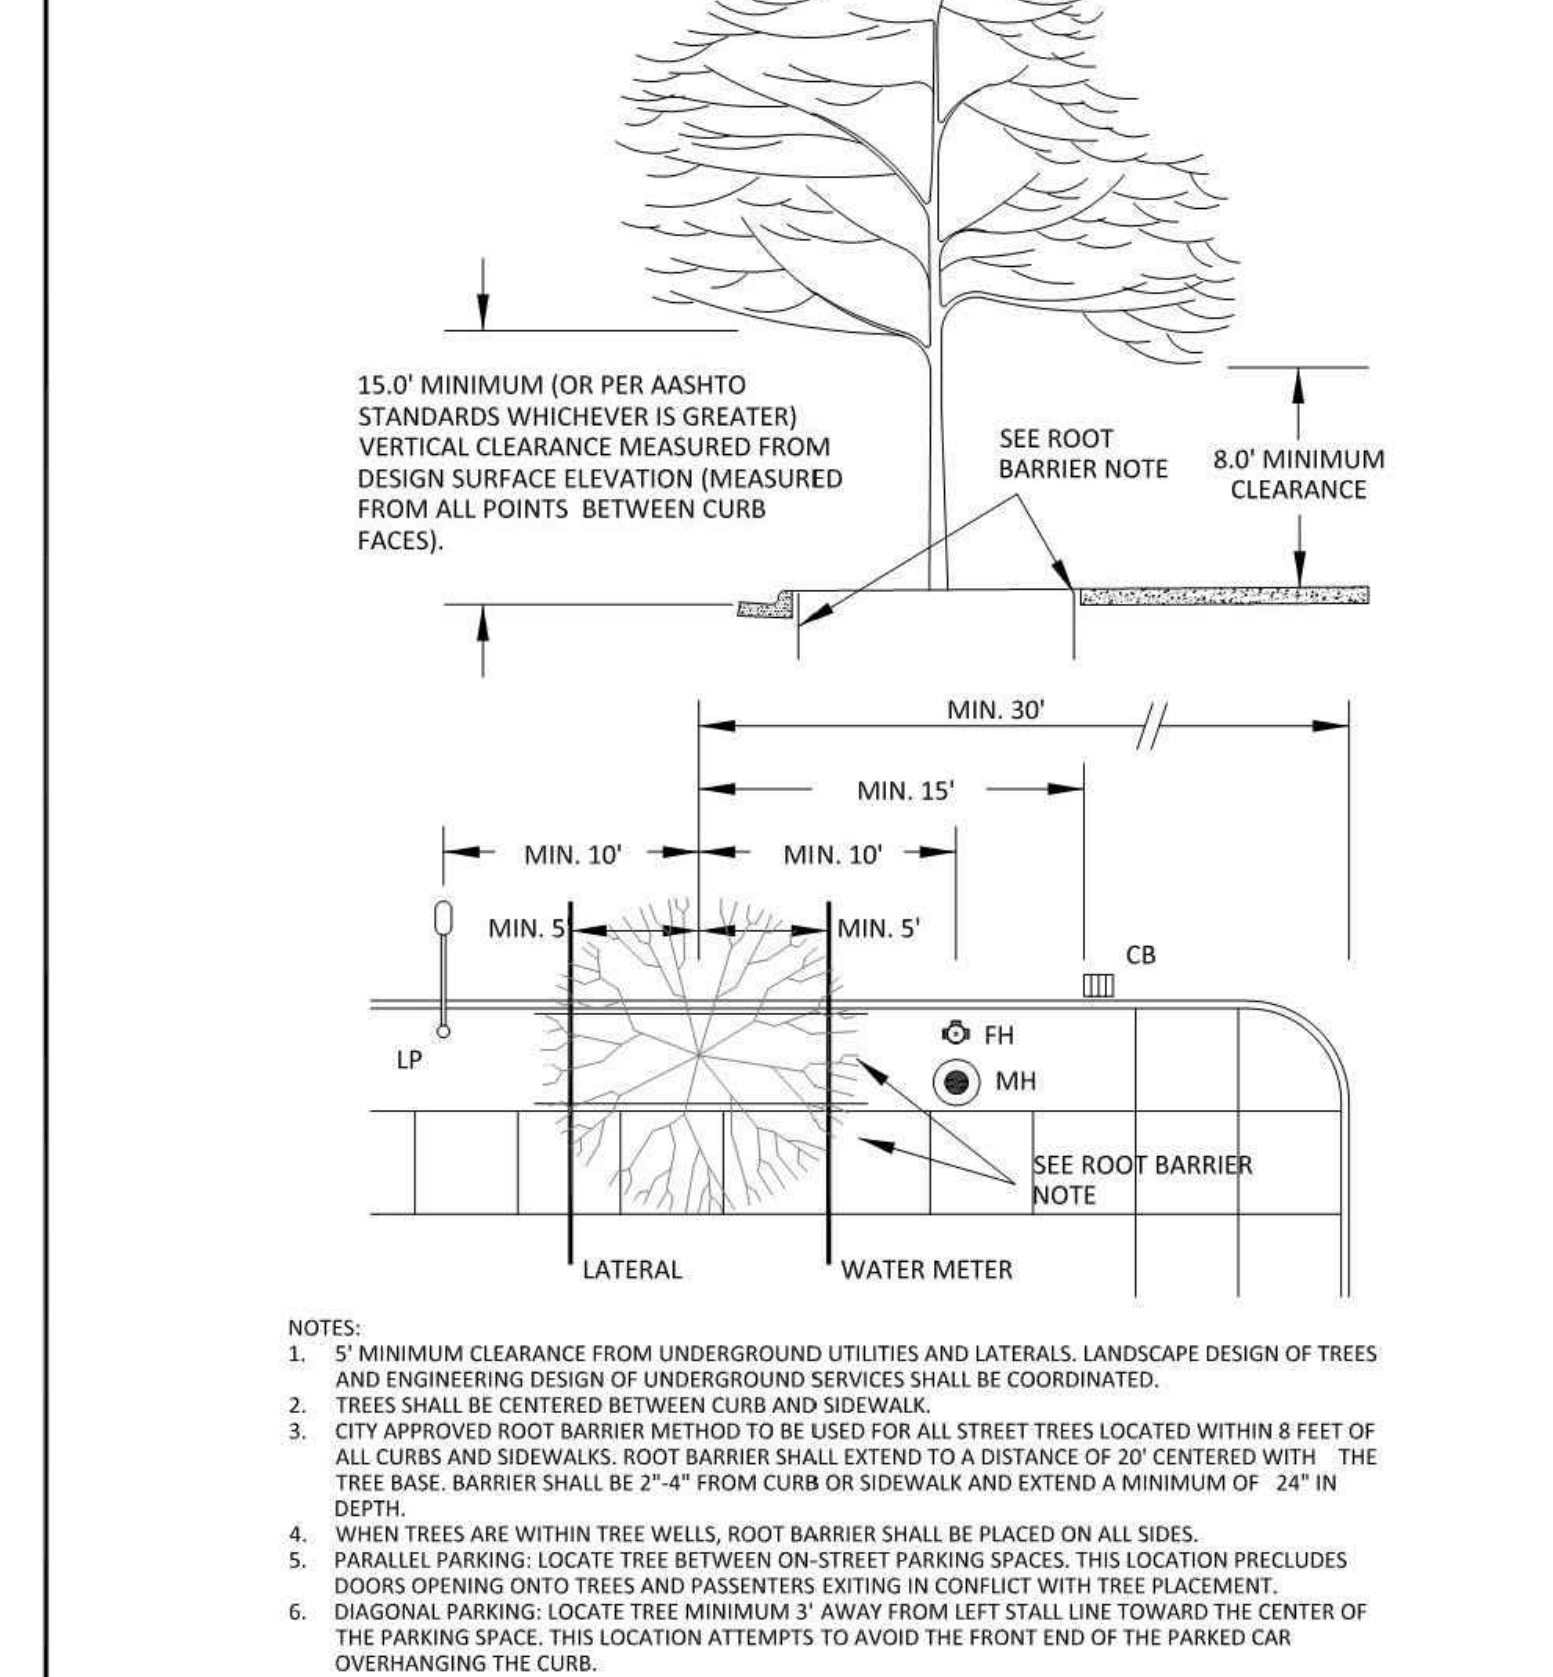 15.0' MINIMUM (OR PER AASHTO
STANDARDS WHICHEVER IS GREATER)
VERTICAL CLEARANCE MEASURED FROM
DESIGN SURFACE ELEVATION (MEASURED
FROM ALL POINTS BETWEEN CURB
FACES).
SEE ROOT
BARRIER NOTE
8.0' MINIMUM
CLEARANCE
MIN. 30'
MIN. 15'
MIN. 10'
MIN. 10'
MIN. 5'
MIN. 5'
CB
LP
FH
MH
SEE ROOT BARRIER
NOTE
LATERAL
WATER METER
NOTES:
1. 5' MINIMUM CLEARANCE FROM UNDERGROUND UTILITIES AND LATERALS. LANDSCAPE DESIGN OF TREES
AND ENGINEERING DESIGN OF UNDERGROUND SERVICES SHALL BE COORDINATED.
2. TREES SHALL BE CENTERED BETWEEN CURB AND SIDEWALK.
3. CITY APPROVED ROOT BARRIER METHOD TO BE USED FOR ALL STREET TREES LOCATED WITHIN 8 FEET OF
ALL CURBS AND SIDEWALKS. ROOT BARRIER SHALL EXTEND TO A DISTANCE OF 20' CENTERED WITH THE
TREE BASE. BARRIER SHALL BE 2"-4" FROM CURB OR SIDEWALK AND EXTEND A MINIMUM OF 24" IN
DEPTH.
4. WHEN TREES ARE WITHIN TREE WELLS, ROOT BARRIER SHALL BE PLACED ON ALL SIDES.
5. PARALLEL PARKING: LOCATE TREE BETWEEN ON-STREET PARKING SPACES. THIS LOCATION PRECLUDES
DOORS OPENING ONTO TREES AND PASSENTERS EXITING IN CONFLICT WITH TREE PLACEMENT.
6. DIAGONAL PARKING: LOCATE TREE MINIMUM 3' AWAY FROM LEFT STALL LINE TOWARD THE CENTER OF
THE PARKING SPACE. THIS LOCATION ATTEMPTS TO AVOID THE FRONT END OF THE PARKED CAR
OVERHANGING THE CURB.